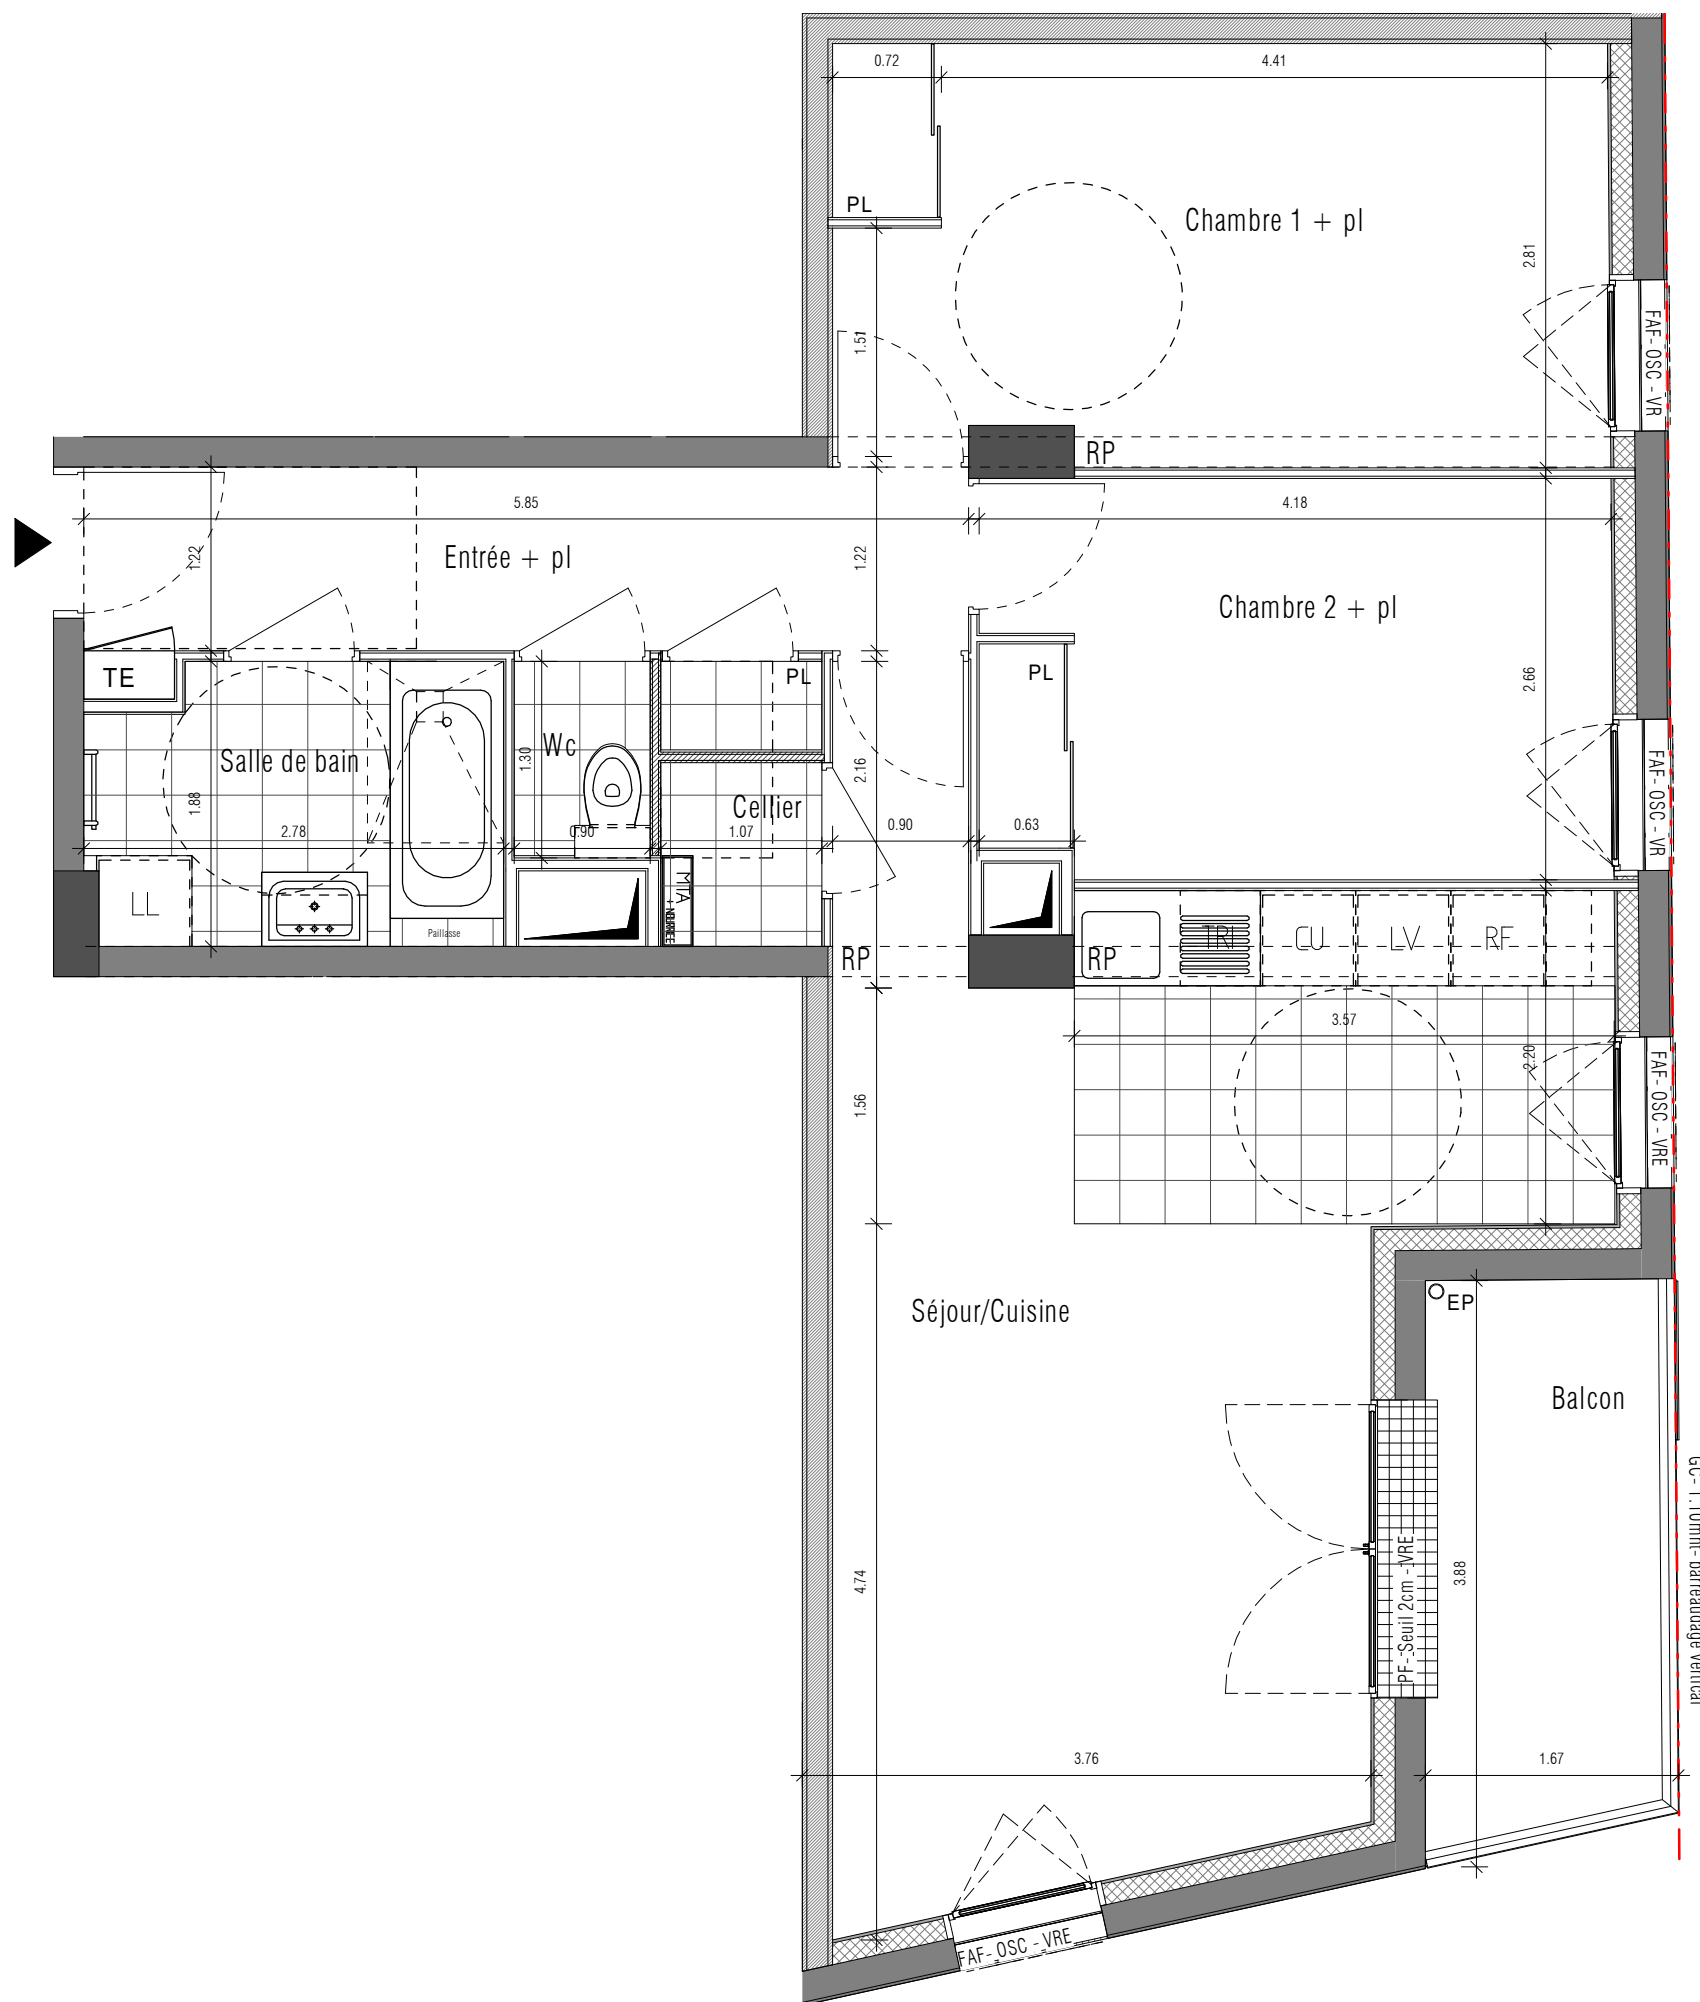 0.72
4.41
PL
Chambre 1 + pl
2.81
1.51
FAF- OSC - VR
RP
5.85
4.18
1.22
Entrée + pl
1.22
Chambre 2 + pl
TE
PL
PL
2.66
Salle de bain
Wc
1.30
2.16
Cellier
FAF- OSC - VR
1.88
2.78
0.90
1.07
0.90
0.63
LL
MTA
Paillasse
RP
RP
TRI
CU
LV
RF
3.57
2.20
1.56
FAF- OSC - VRE
Séjour/Cuisine
EP
Balcon
PF- Seuil 2cm - VRE
4.74
3.88
GC- 1.10mht- barreaudage vertical
3.76
1.67
FAF- OSC - VRE